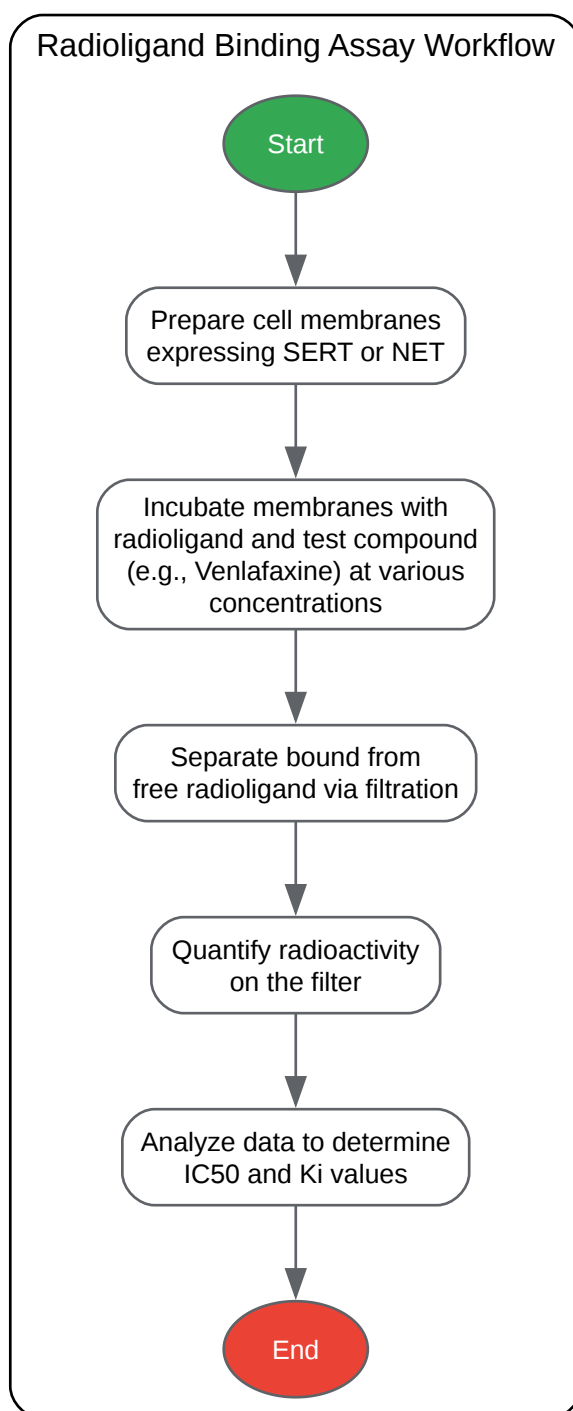 Radioligand Binding Assay Workflow
Start
Prepare cell membranes
expressing SERT or NET
Incubate membranes with
radioligand and test compound
(e.g., Venlafaxine) at various
concentrations
Separate bound from
free radioligand via filtration
Quantify radioactivity
on the filter
Analyze data to determine
IC50 and Ki values
End